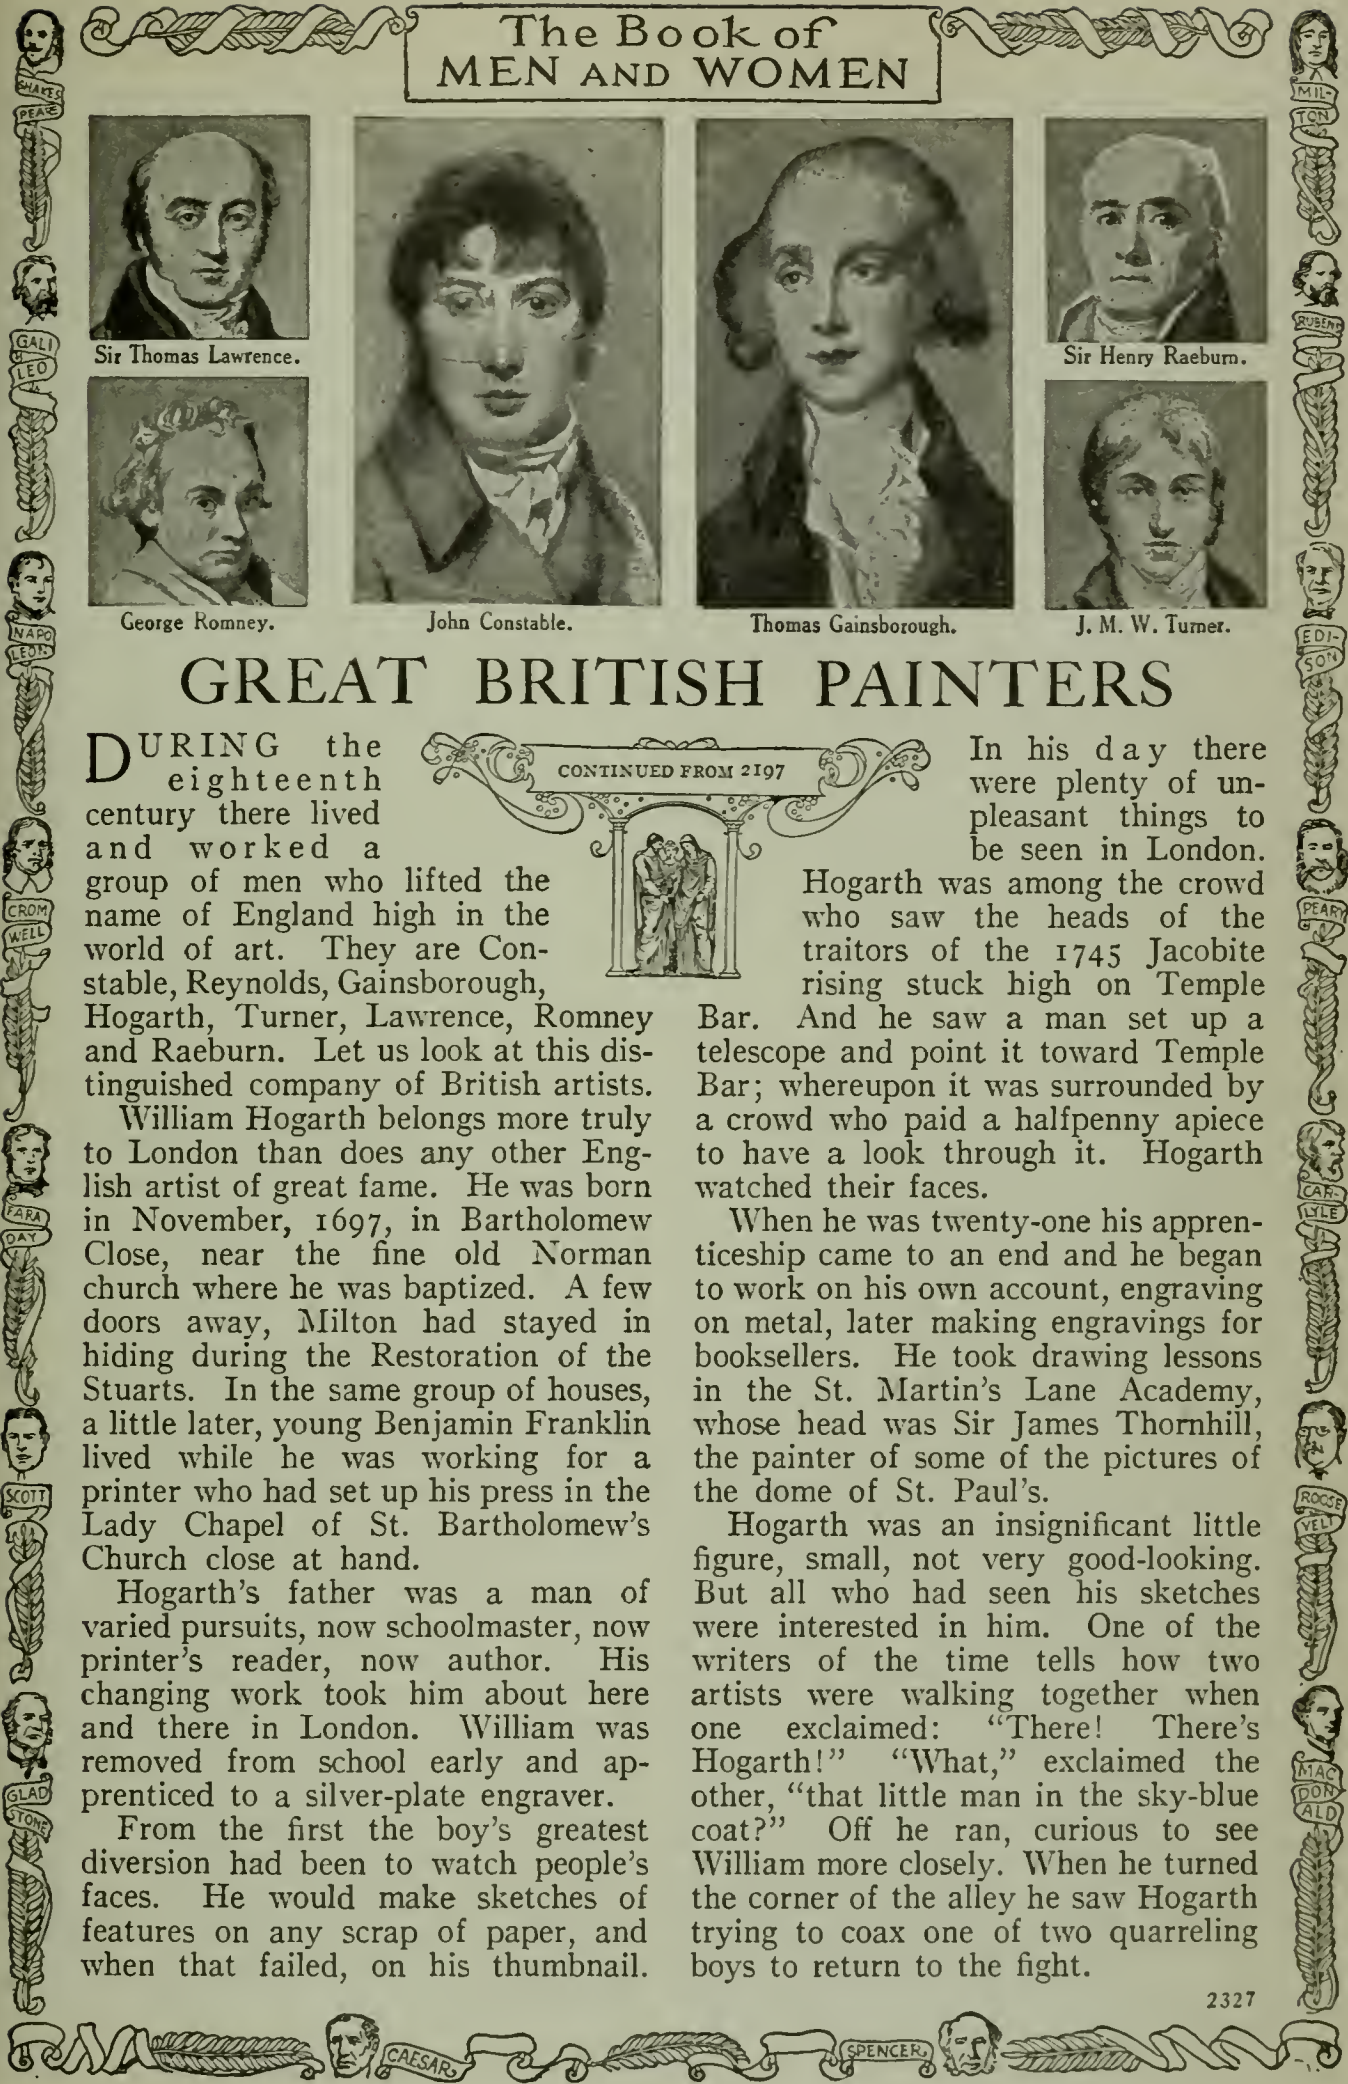 The Book of
MEN AND WOMEN
SHAKES
PEARE
GALI
LEO
NAPO
LEON
CROM
WELL
FARA
DAY
SCOTT
GLAD
STONE
MIL-
TON
RUBENS
EDI-
SON
PEARY
CAR-
LYLE
ROOSE
VELT
MAC
DON
ALD
CAESAR
SPENCER
Sir Thomas Lawrence.
George Romney.
John Constable.
Thomas Gainsborough.
Sir Henry Raeburn.
J. M. W. Turner.
GREAT BRITISH PAINTERS
CONTINUED FROM 2197
DURING the
eighteenth
century there lived
and worked a
group of men who lifted the
name of England high in the
world of art. They are Con-
stable, Reynolds, Gainsborough,
Hogarth, Turner, Lawrence, Romney
and Raeburn. Let us look at this dis-
tinguished company of British artists.
William Hogarth belongs more truly
to London than does any other Eng-
lish artist of great fame. He was born
in November, 1697, in Bartholomew
Close, near the fine old Norman
church where he was baptized. A few
doors away, Milton had stayed in
hiding during the Restoration of the
Stuarts. In the same group of houses,
a little later, young Benjamin Franklin
lived while he was working for a
printer who had set up his press in the
Lady Chapel of St. Bartholomew's
Church close at hand.
Hogarth's father was a man of
varied pursuits, now schoolmaster, now
printer's reader, now author. His
changing work took him about here
and there in London. William was
removed from school early and ap-
prenticed to a silver-plate engraver.
From the first the boy's greatest
diversion had been to watch people's
faces. He would make sketches of
features on any scrap of paper, and
when that failed, on his thumbnail.
In his day there
were plenty of un-
pleasant things to
be seen in London.
Hogarth was among the crowd
who saw the heads of the
traitors of the 1745 Jacobite
rising stuck high on Temple
Bar. And he saw a man set up a
telescope and point it toward Temple
Bar; whereupon it was surrounded by
a crowd who paid a halfpenny apiece
to have a look through it. Hogarth
watched their faces.
When he was twenty-one his appren-
ticeship came to an end and he began
to work on his own account, engraving
on metal, later making engravings for
booksellers. He took drawing lessons
in the St. Martin's Lane Academy,
whose head was Sir James Thornhill,
the painter of some of the pictures of
the dome of St. Paul's.
Hogarth was an insignificant little
figure, small, not very good-looking.
But all who had seen his sketches
were interested in him. One of the
writers of the time tells how two
artists were walking together when
one exclaimed: "There! There's
Hogarth!" "What," exclaimed the
other, "that little man in the sky-blue
coat?" Off he ran, curious to see
William more closely. When he turned
the corner of the alley he saw Hogarth
trying to coax one of two quarreling
boys to return to the fight.
2327